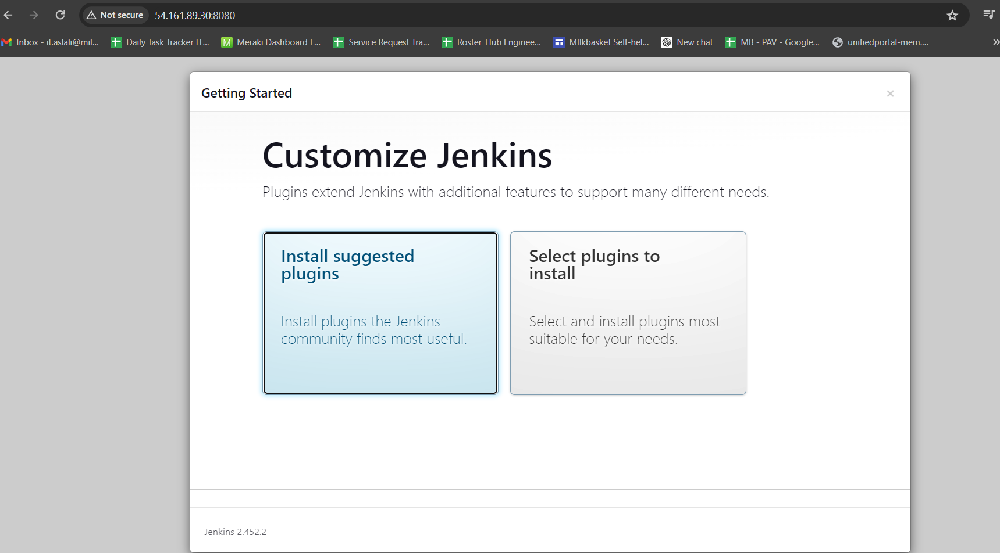 Not secure 54.161.89.30:8080
Inbox - it.aslali@mil... Daily Task Tracker IT... Meraki Dashboard L... Service Request Tra... Roster_Hub Enginee... MIlkbasket Self-hel... New chat MB - PAV - Google... unifiedportal-mem....
Getting Started
Customize Jenkins
Plugins extend Jenkins with additional features to support many different needs.
Install suggested
plugins
Install plugins the Jenkins
community finds most useful.
Select plugins to
install
Select and install plugins most
suitable for your needs.
Jenkins 2.452.2